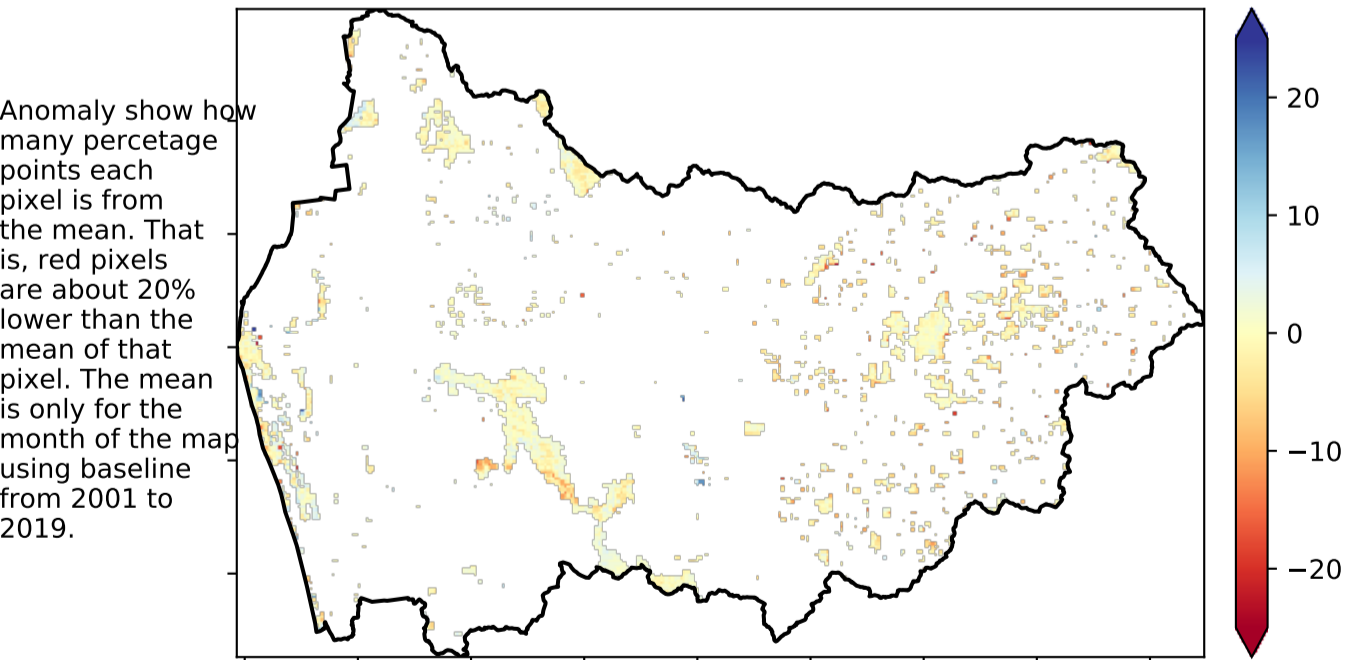 Anomaly show how
many percetage
points each
pixel is from
the mean. That
is, red pixels
are about 20%
lower than the
mean of that
pixel. The mean
is only for the
month of the map
using baseline
from 2001 to
2019.
20
10
0
−10
−20